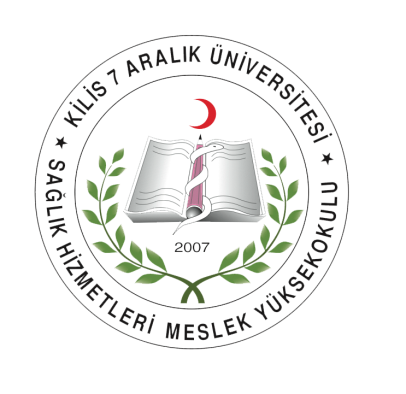 KİLİS 7 ARALIK ÜNİVERSİTESİ
2007
SAĞLIK HİZMETLERİ MESLEK YÜKSEKOKULU